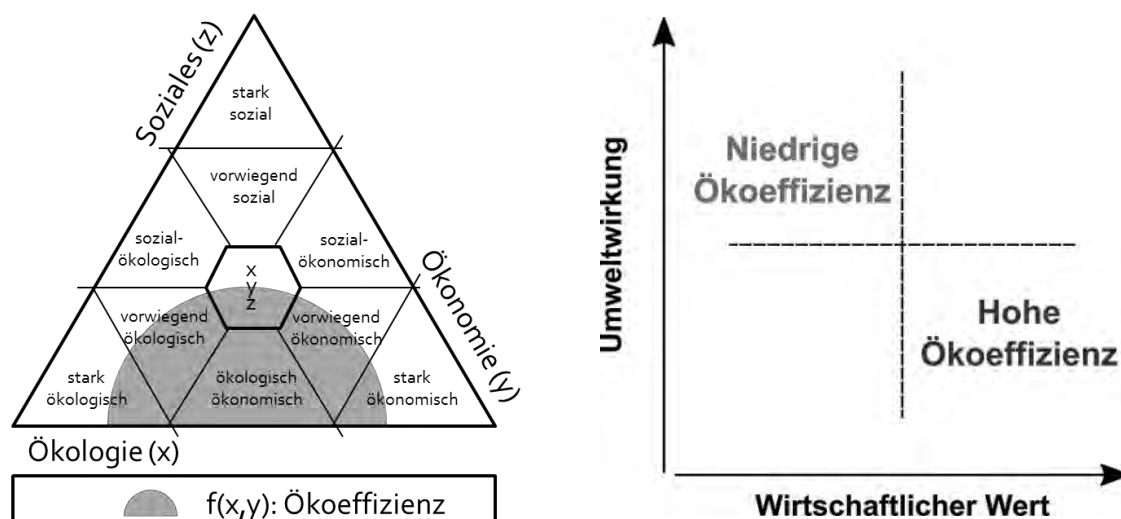 Soziales (z)
stark
sozial
vorwiegend
sozial
sozial-
ökologisch
sozial-
ökonomisch
x
y
z
Ökonomie (y)
vorwiegend
ökologisch
vorwiegend
ökonomisch
stark
ökologisch
ökologisch
ökonomisch
stark
ökonomisch
Ökologie (x)
f(x,y): Ökoeffizienz
Umweltwirkung
Niedrige
Ökoeffizienz
Hohe
Ökoeffizienz
Wirtschaftlicher Wert